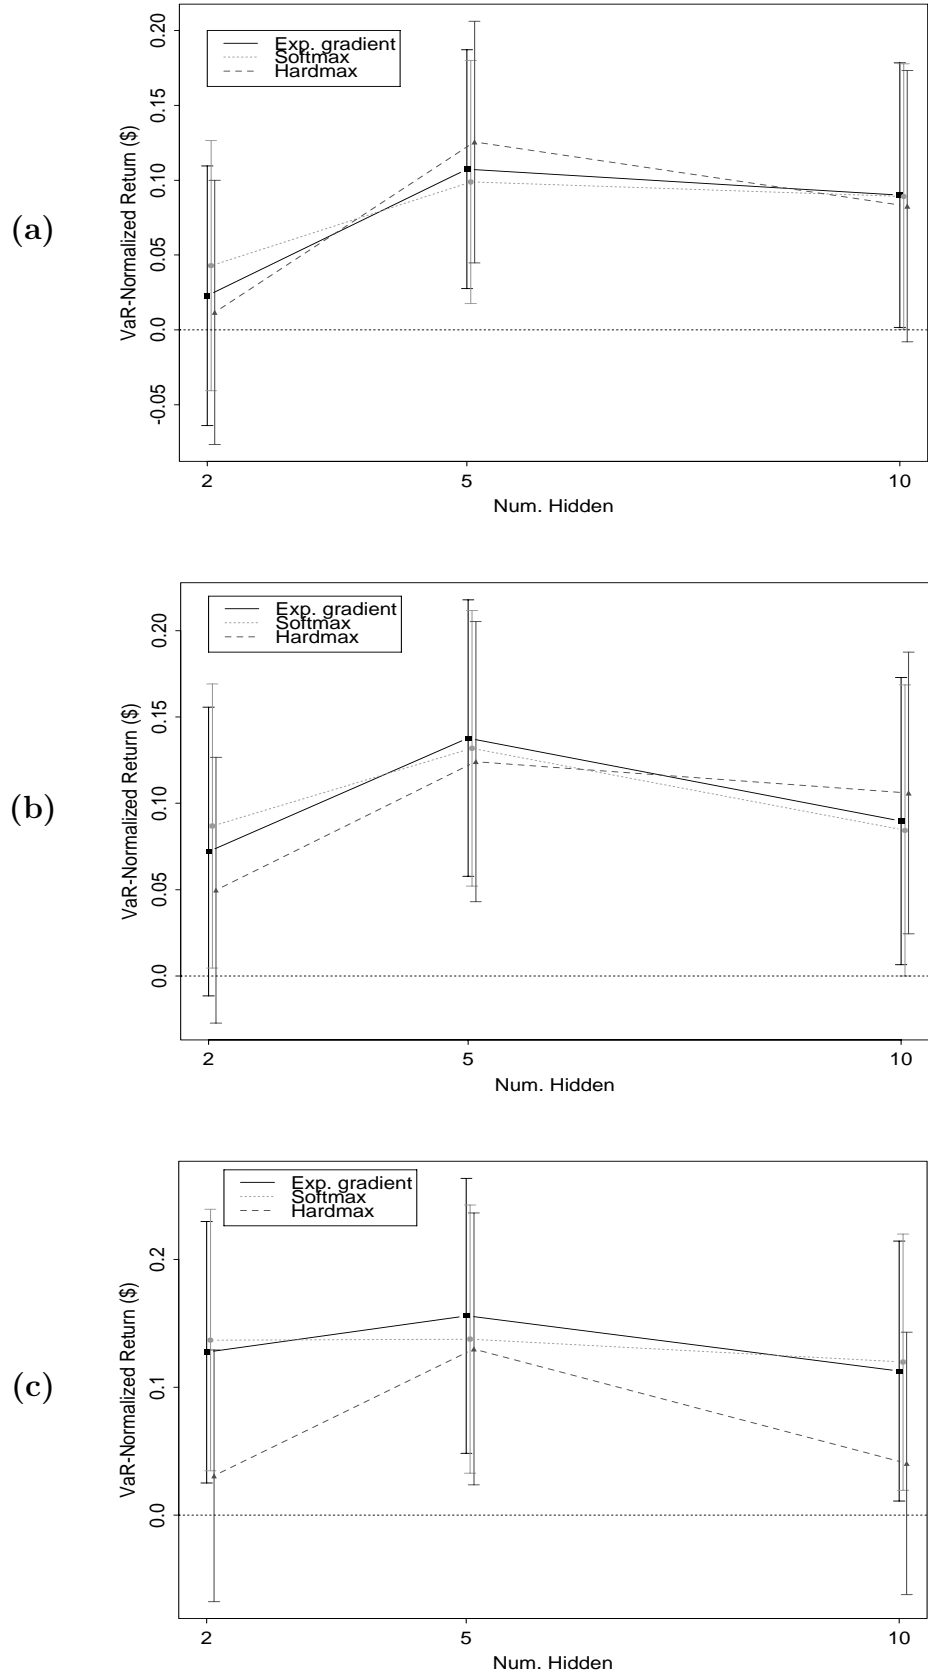 (a)
VaR-Normalized Return ($)
0.20
0.15
0.10
0.05
0.0
-0.05
Exp. gradient
Softmax
Hardmax
2 5 10
Num. Hidden
(b)
VaR-Normalized Return ($)
0.20
0.15
0.10
0.05
0.0
Exp. gradient
Softmax
Hardmax
2 5 10
Num. Hidden
(c)
VaR-Normalized Return ($)
0.2
0.1
0.0
Exp. gradient
Softmax
Hardmax
2 5 10
Num. Hidden